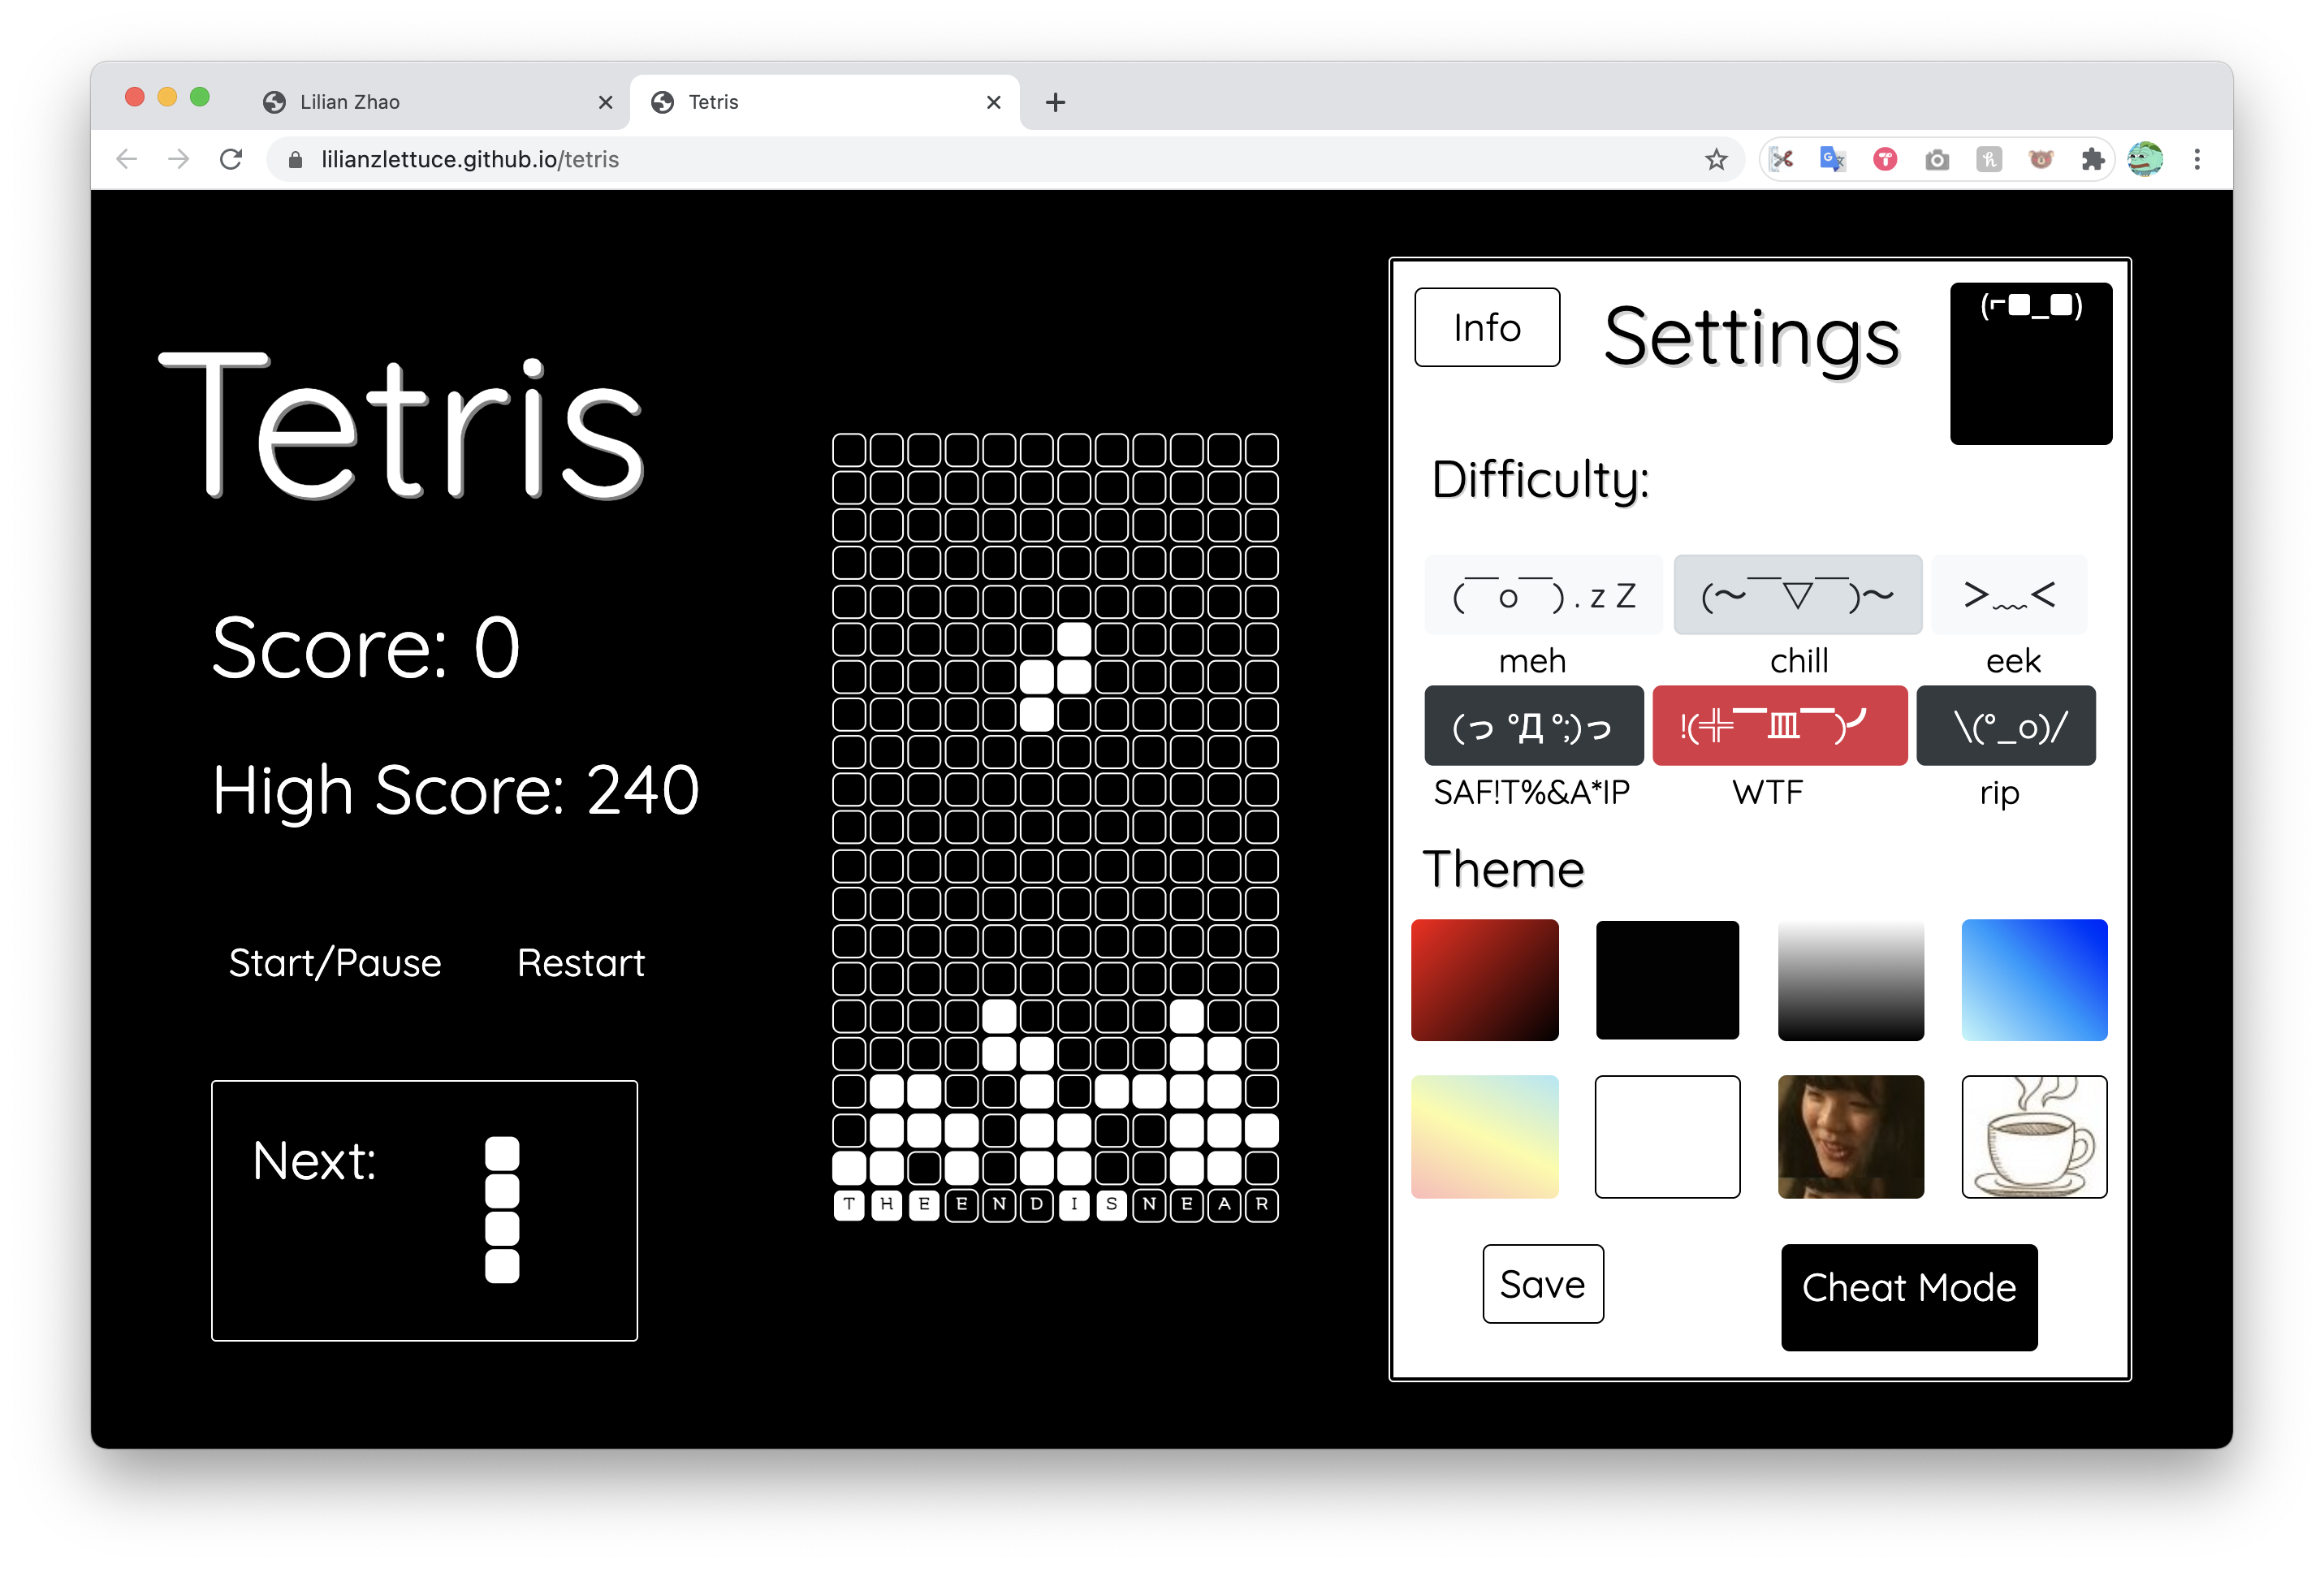 Lilian Zhao
Tetris
lilianzlettuce.github.io/tetris
Tetris
Score: 0
High Score: 240
Start/Pause
Restart
Next:
T H E E N D I S N E A R
Info
Settings
(⌐■_■)
Difficulty:
(￣o￣) . z Z
(～￣▽￣)～
>﹏<
meh
chill
eek
(っ °Д °;)っ
!(╬￣皿￣)╯
\(°_o)/
SAF!T%&A*IP
WTF
rip
Theme
Save
Cheat Mode